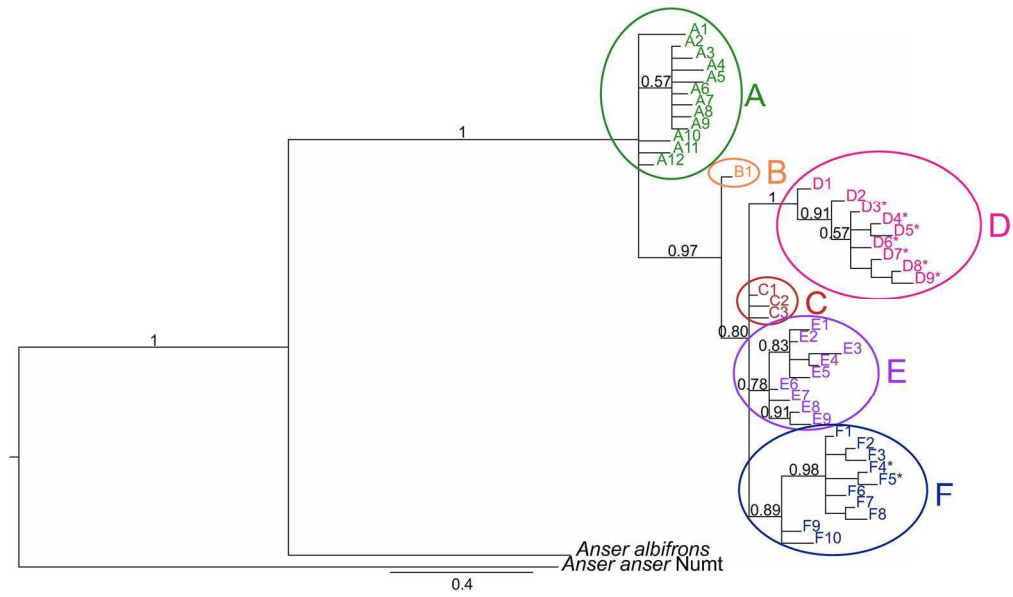 A1
A2
A3
A4
A5
0.57
A6
A
A7
A8
A9
A10
1
A11
A12
B1
B
D1
1
D2
D3*
0.91
D4*
D
D5*
0.57
D6*
D7*
0.97
D8*
D9*
C1
C2
C
C3
E1
0.80
E2
0.83
E3
1
E4
E5
E
0.78
E6
E7
E8
0.91
E9
F1
F2
F3
F4*
0.98
F5*
F6
F
F7
F8
0.89
F9
F10
Anser albifrons
Anser anser Numt
0.4